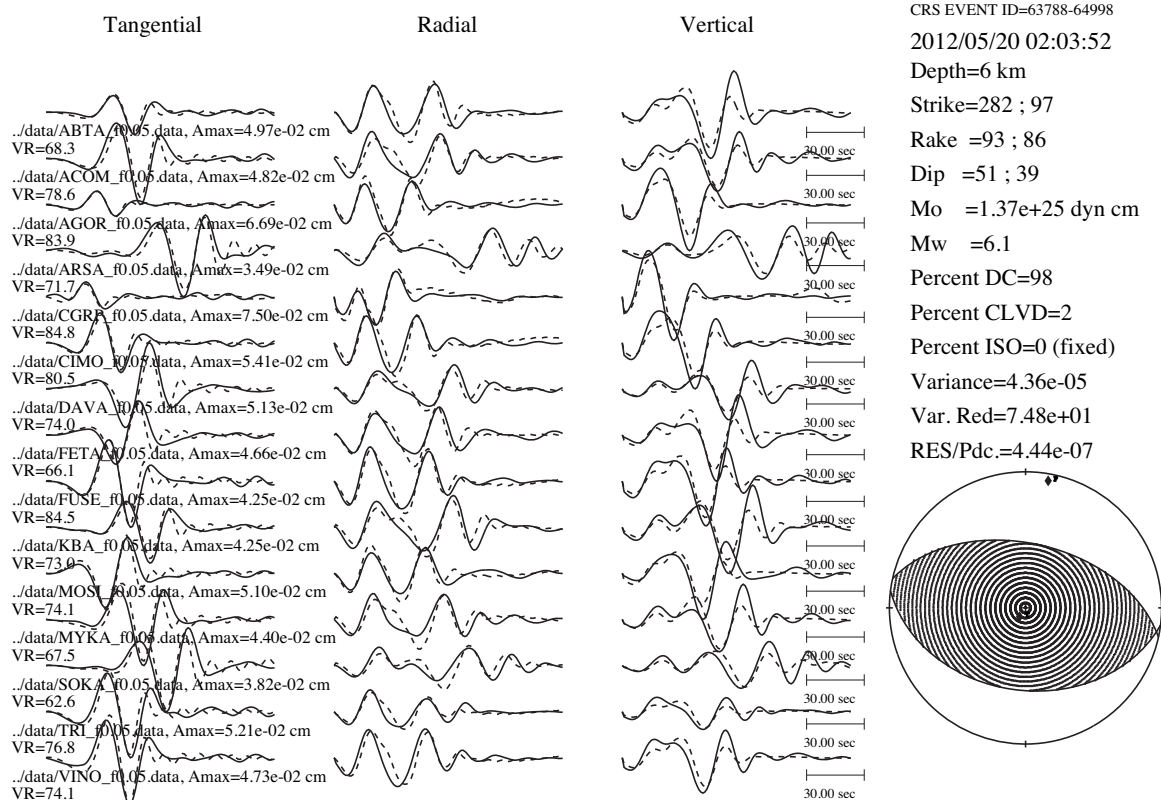 Tangential
Radial
Vertical
CRS EVENT ID=63788-64998
2012/05/20 02:03:52
Depth=6 km
Strike=282 ; 97
Rake =93 ; 86
Dip =51 ; 39
Mo =1.37e+25 dyn cm
Mw =6.1
Percent DC=98
Percent CLVD=2
Percent ISO=0 (fixed)
Variance=4.36e-05
Var. Red=7.48e+01
RES/Pdc.=4.44e-07
../data/ABTA_f0.05.data, Amax=4.97e-02 cm
VR=68.3
30.00 sec
../data/ACOM_f0.05.data, Amax=4.82e-02 cm
VR=78.6
30.00 sec
../data/AGOR_f0.05.data, Amax=6.69e-02 cm
VR=83.9
30.00 sec
../data/ARSA_f0.05.data, Amax=3.49e-02 cm
VR=71.7
30.00 sec
../data/CGRP_f0.05.data, Amax=7.50e-02 cm
VR=84.8
30.00 sec
../data/CIMO_f0.05.data, Amax=5.41e-02 cm
VR=80.5
30.00 sec
../data/DAVA_f0.05.data, Amax=5.13e-02 cm
VR=74.0
30.00 sec
../data/FETA_f0.05.data, Amax=4.66e-02 cm
VR=66.1
30.00 sec
../data/FUSE_f0.05.data, Amax=4.25e-02 cm
VR=84.5
30.00 sec
../data/KBA_f0.05.data, Amax=4.25e-02 cm
VR=73.0
30.00 sec
../data/MOSI_f0.05.data, Amax=5.10e-02 cm
VR=74.1
30.00 sec
../data/MYKA_f0.05.data, Amax=4.40e-02 cm
VR=67.5
30.00 sec
../data/SOKA_f0.05.data, Amax=3.82e-02 cm
VR=62.6
30.00 sec
../data/TRI_f0.05.data, Amax=5.21e-02 cm
VR=76.8
30.00 sec
../data/VINO_f0.05.data, Amax=4.73e-02 cm
VR=74.1
30.00 sec